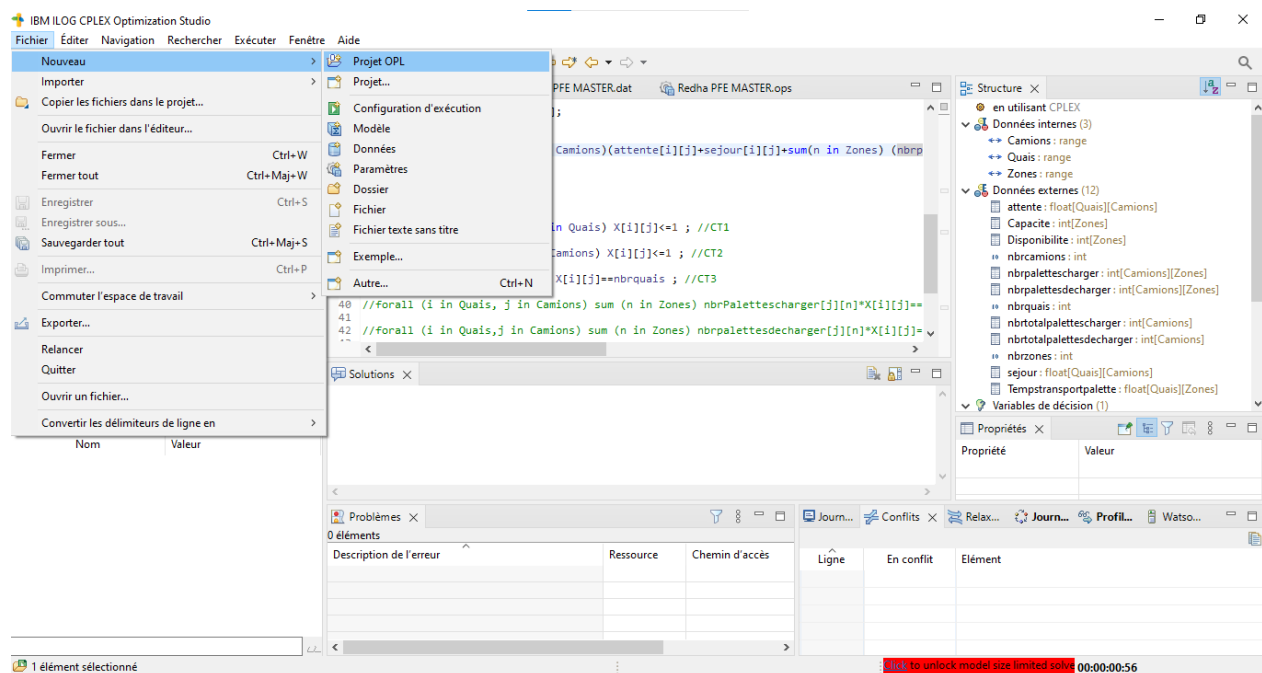 IBM ILOG CPLEX Optimization Studio
Fichier Éditer Navigation Rechercher Exécuter Fenêtre Aide
Nouveau
Importer
Copier les fichiers dans le projet...
Ouvrir le fichier dans l'éditeur...
Fermer Ctrl+W
Fermer tout Ctrl+Maj+W
Enregistrer Ctrl+S
Enregistrer sous...
Sauvegarder tout Ctrl+Maj+S
Imprimer... Ctrl+P
Commuter l'espace de travail
Exporter...
Relancer
Quitter
Ouvrir un fichier...
Convertir les délimiteurs de ligne en
Nom Valeur
Projet OPL
Projet...
Configuration d'exécution
Modèle
Données
Paramètres
Dossier
Fichier
Fichier texte sans titre
Exemple...
Autre... Ctrl+N
PFE MASTER.dat Redha PFE MASTER.ops
];
Camions)(attente[i][j]+sejour[i][j]+sum(n in Zones) (nbrp
in Quais) X[i][j]<=1 ; //CT1
Camions) X[i][j]<=1 ; //CT2
X[i][j]==nbrquais ; //CT3
40 //forall (i in Quais, j in Camions) sum (n in Zones) nbrPalettescharger[j][n]*X[i][j]==
41
42 //forall (i in Quais,j in Camions) sum (n in Zones) nbrpalettesdecharger[j][n]*X[i][j]=
Solutions
Problèmes
0 éléments
Description de l'erreur Ressource Chemin d'accès
Structure
en utilisant CPLEX
Données internes (3)
Camions : range
Quais : range
Zones : range
Données externes (12)
attente : float[Quais][Camions]
Capacite : int[Zones]
Disponibilite : int[Zones]
nbrcamions : int
nbrpalettescharger : int[Camions][Zones]
nbrpalettesdecharger : int[Camions][Zones]
nbrquais : int
nbrtotalpalettescharger : int[Camions]
nbrtotalpalettesdecharger : int[Camions]
nbrzones : int
sejour : float[Quais][Camions]
Tempstransportpalette : float[Quais][Zones]
Variables de décision (1)
Propriétés
Propriété Valeur
Journ... Conflits Relax... Journ... Profil... Watso...
Ligne En conflit Elément
1 élément sélectionné
Click to unlock model size limited solve 00:00:00:56